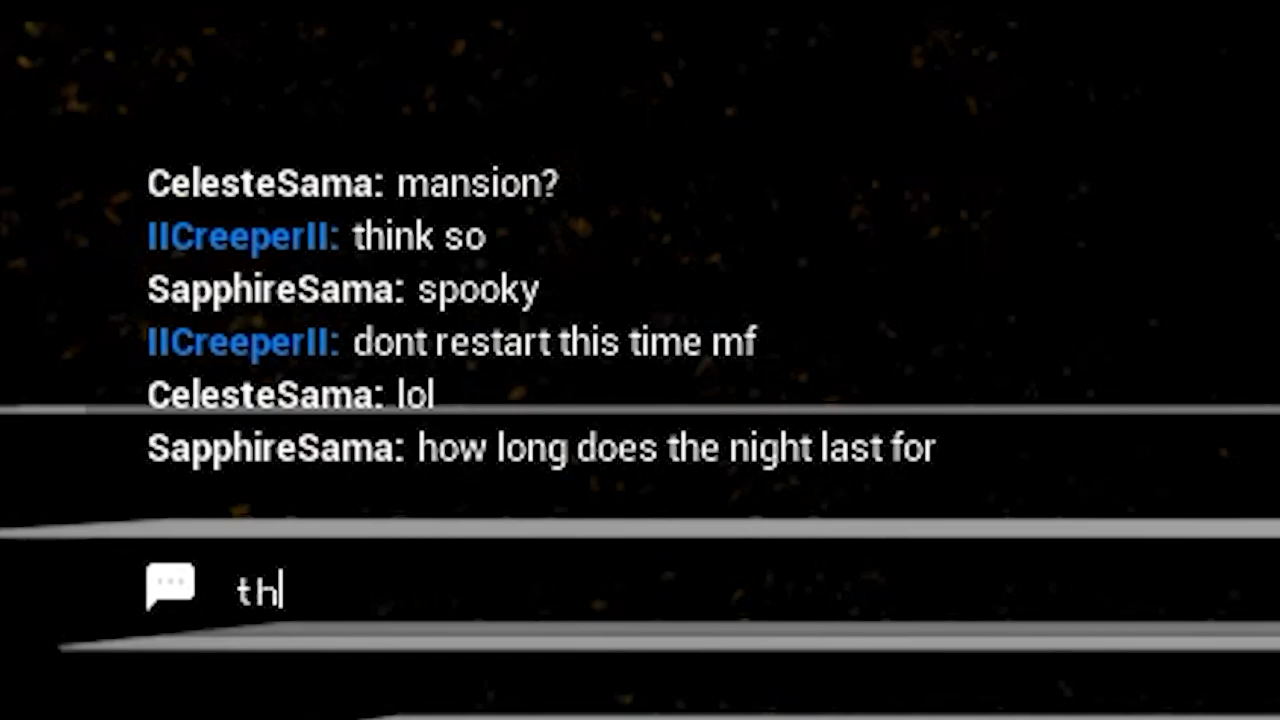 CelesteSama: mansion?
IICreeperII: think so
SapphireSama: spooky
IICreeperII: dont restart this time mf
CelesteSama: lol
SapphireSama: how long does the night last for
th